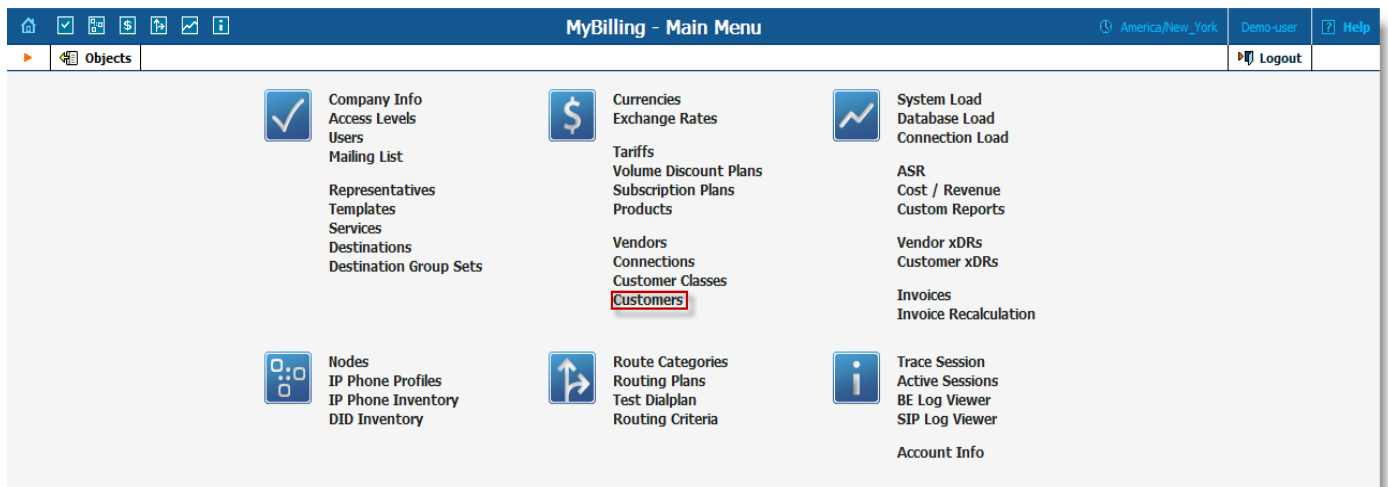 MyBilling - Main Menu
America/New_York
Demo-user
? Help
Objects
Logout
Company Info
Access Levels
Users
Mailing List
Representatives
Templates
Services
Destinations
Destination Group Sets
Currencies
Exchange Rates
Tariffs
Volume Discount Plans
Subscription Plans
Products
Vendors
Connections
Customer Classes
Customers
System Load
Database Load
Connection Load
ASR
Cost / Revenue
Custom Reports
Vendor xDRs
Customer xDRs
Invoices
Invoice Recalculation
Nodes
IP Phone Profiles
IP Phone Inventory
DID Inventory
Route Categories
Routing Plans
Test Dialplan
Routing Criteria
Trace Session
Active Sessions
BE Log Viewer
SIP Log Viewer
Account Info